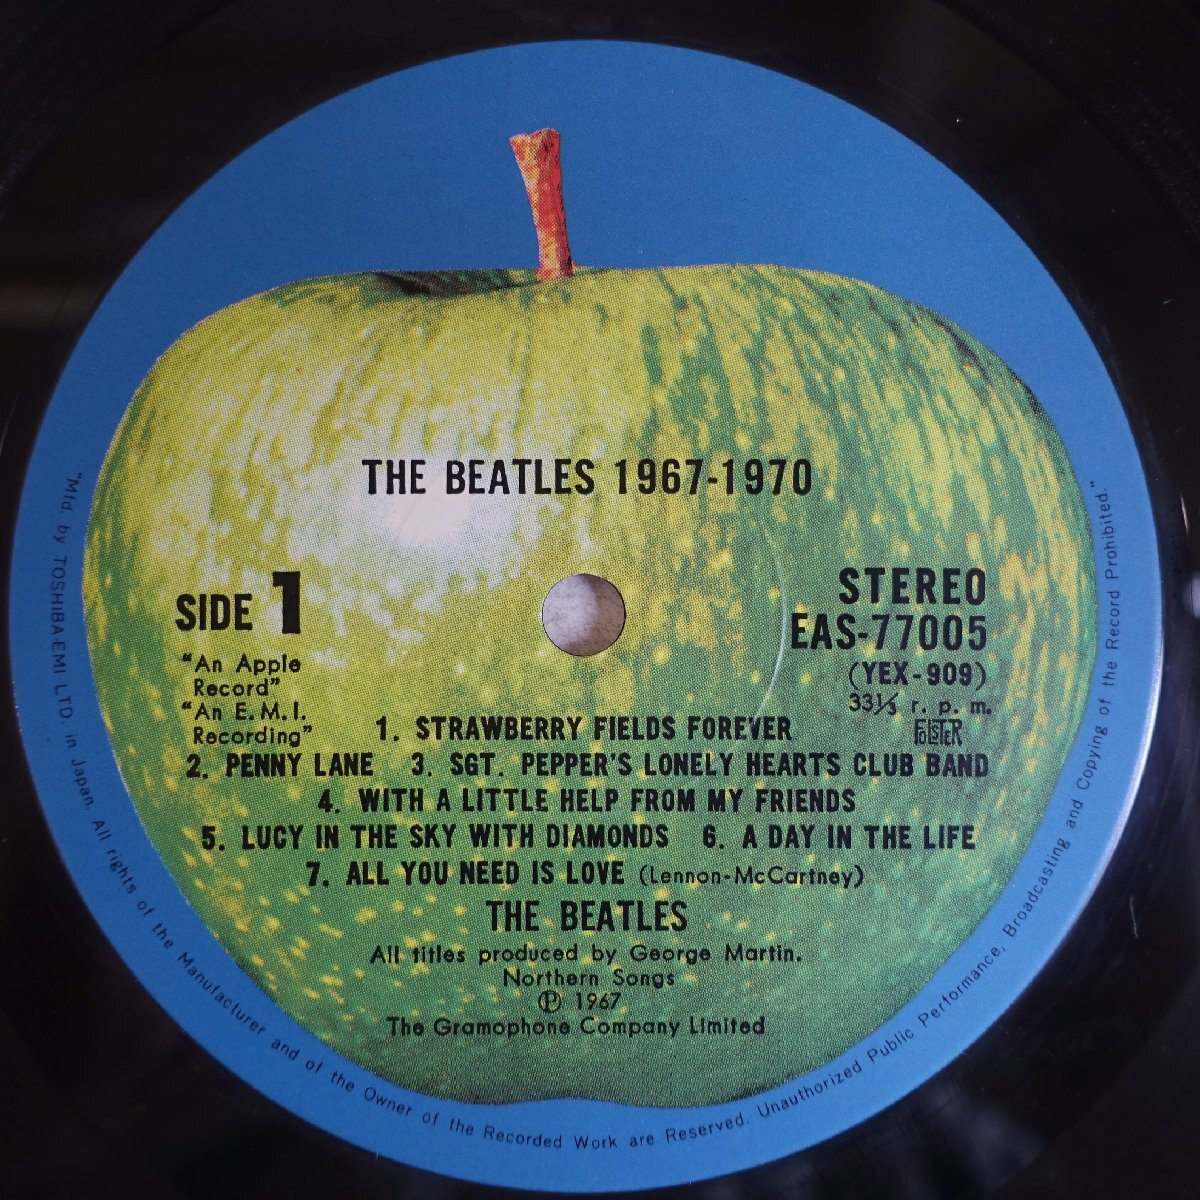 THE BEATLES 1967-1970
SIDE 1
STEREO
EAS-77005
(YEX-909)
33⅓ r. p. m.
"An Apple
Record"
"An E.M.I.
Recording"
1. STRAWBERRY FIELDS FOREVER
2. PENNY LANE 3. SGT. PEPPER'S LONELY HEARTS CLUB BAND
4. WITH A LITTLE HELP FROM MY FRIENDS
5. LUCY IN THE SKY WITH DIAMONDS 6. A DAY IN THE LIFE
7. ALL YOU NEED IS LOVE (Lennon-McCartney)
THE BEATLES
All titles produced by George Martin.
Northern Songs
Ⓟ 1967
The Gramophone Company Limited
"Mfd. by TOSHIBA-EMI LTD. in Japan. All rights of the Manufacturer and of the Owner of the Recorded Work are Reserved. Unauthorized Public Performance, Broadcasting and Copying of the Record Prohibited."